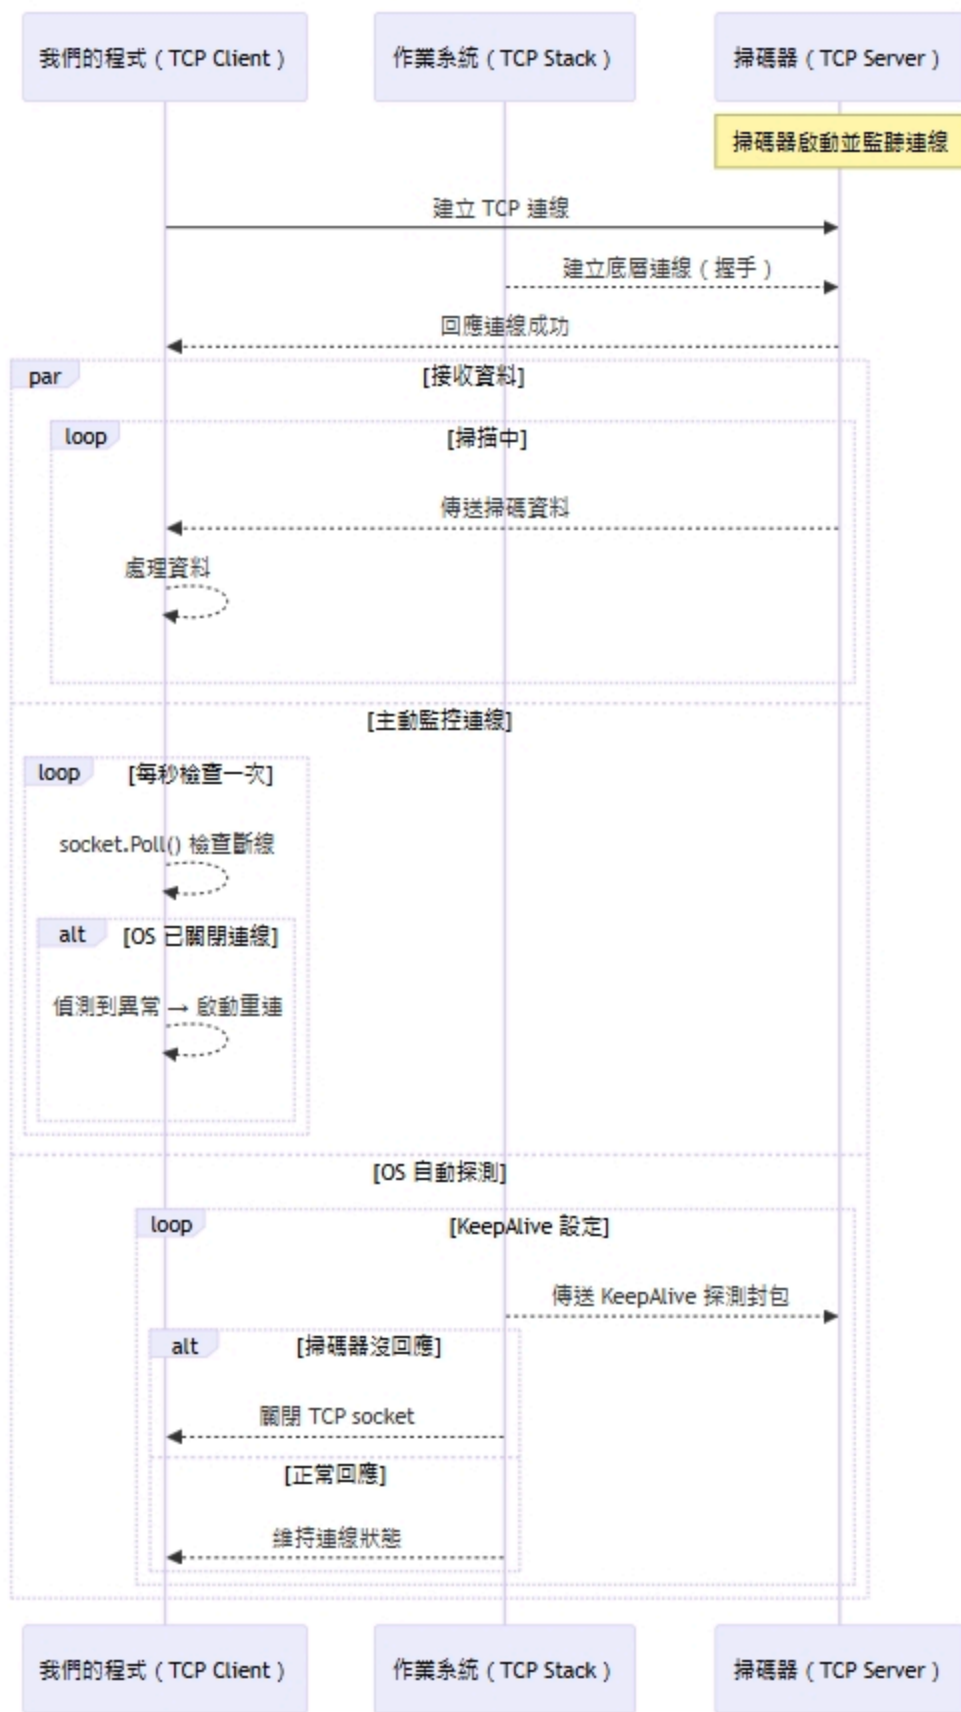 我們的程式（TCP Client）
作業系統（TCP Stack）
掃碼器（TCP Server）
掃碼器啟動並監聽連線
建立 TCP 連線
建立底層連線（握手）
回應連線成功
par
[接收資料]
loop
[掃描中]
傳送掃碼資料
處理資料
[主動監控連線]
loop
[每秒檢查一次]
socket.Poll() 檢查斷線
alt
[OS 已關閉連線]
偵測到異常 → 啟動重連
[OS 自動探測]
loop
[KeepAlive 設定]
傳送 KeepAlive 探測封包
alt
[掃碼器沒回應]
關閉 TCP socket
[正常回應]
維持連線狀態
我們的程式（TCP Client）
作業系統（TCP Stack）
掃碼器（TCP Server）